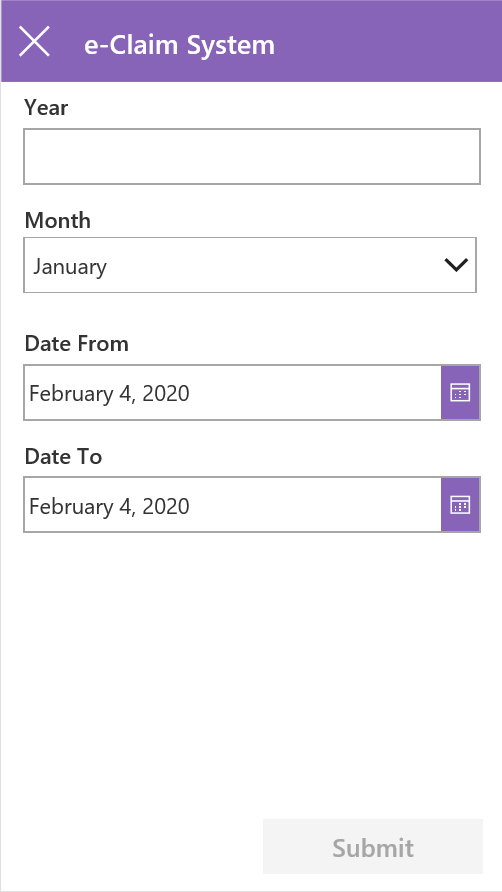 e-Claim System
Year
Month
January
Date From
February 4, 2020
Date To
February 4, 2020
Submit